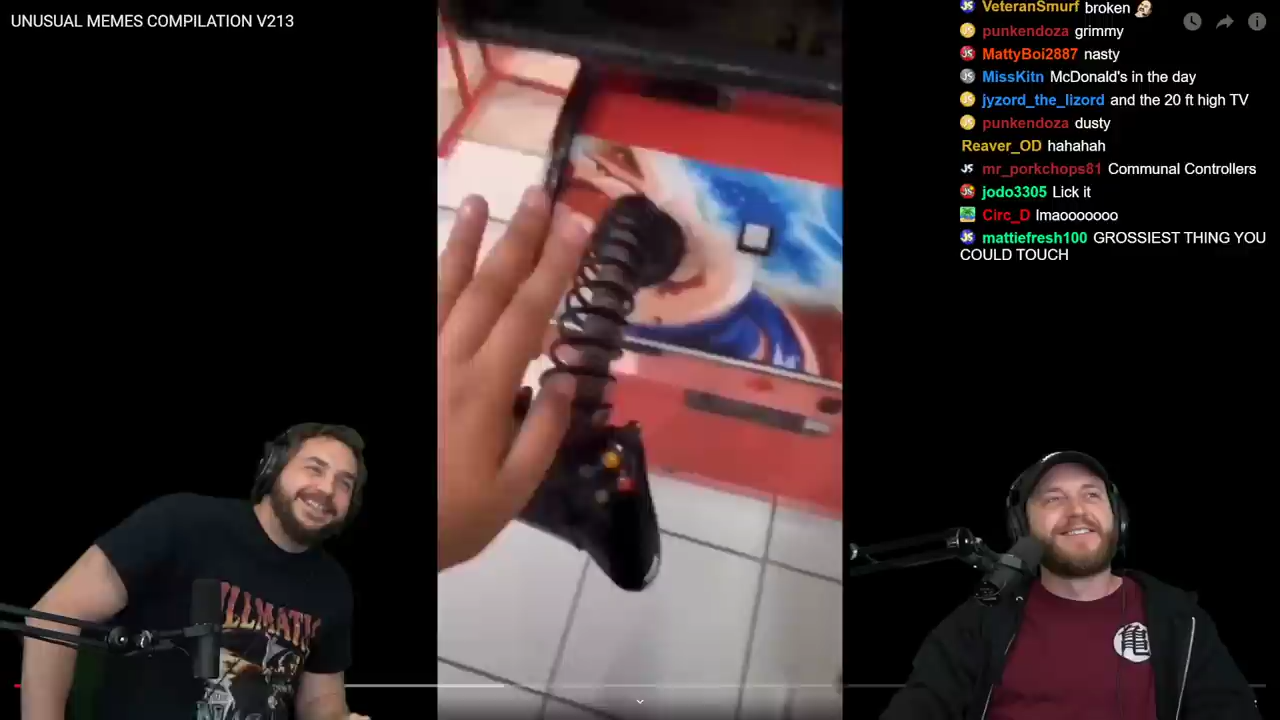 UNUSUAL MEMES COMPILATION V213
VeteranSmurf broken
punkendoza grimmy
MattyBoi2887 nasty
MissKitn McDonald's in the day
jyzord_the_lizord and the 20 ft high TV
punkendoza dusty
Reaver_OD hahahah
mr_porkchops81 Communal Controllers
jodo3305 Lick it
Circ_D lmaooooooo
mattiefresh100 GROSSIEST THING YOU
COULD TOUCH
亀